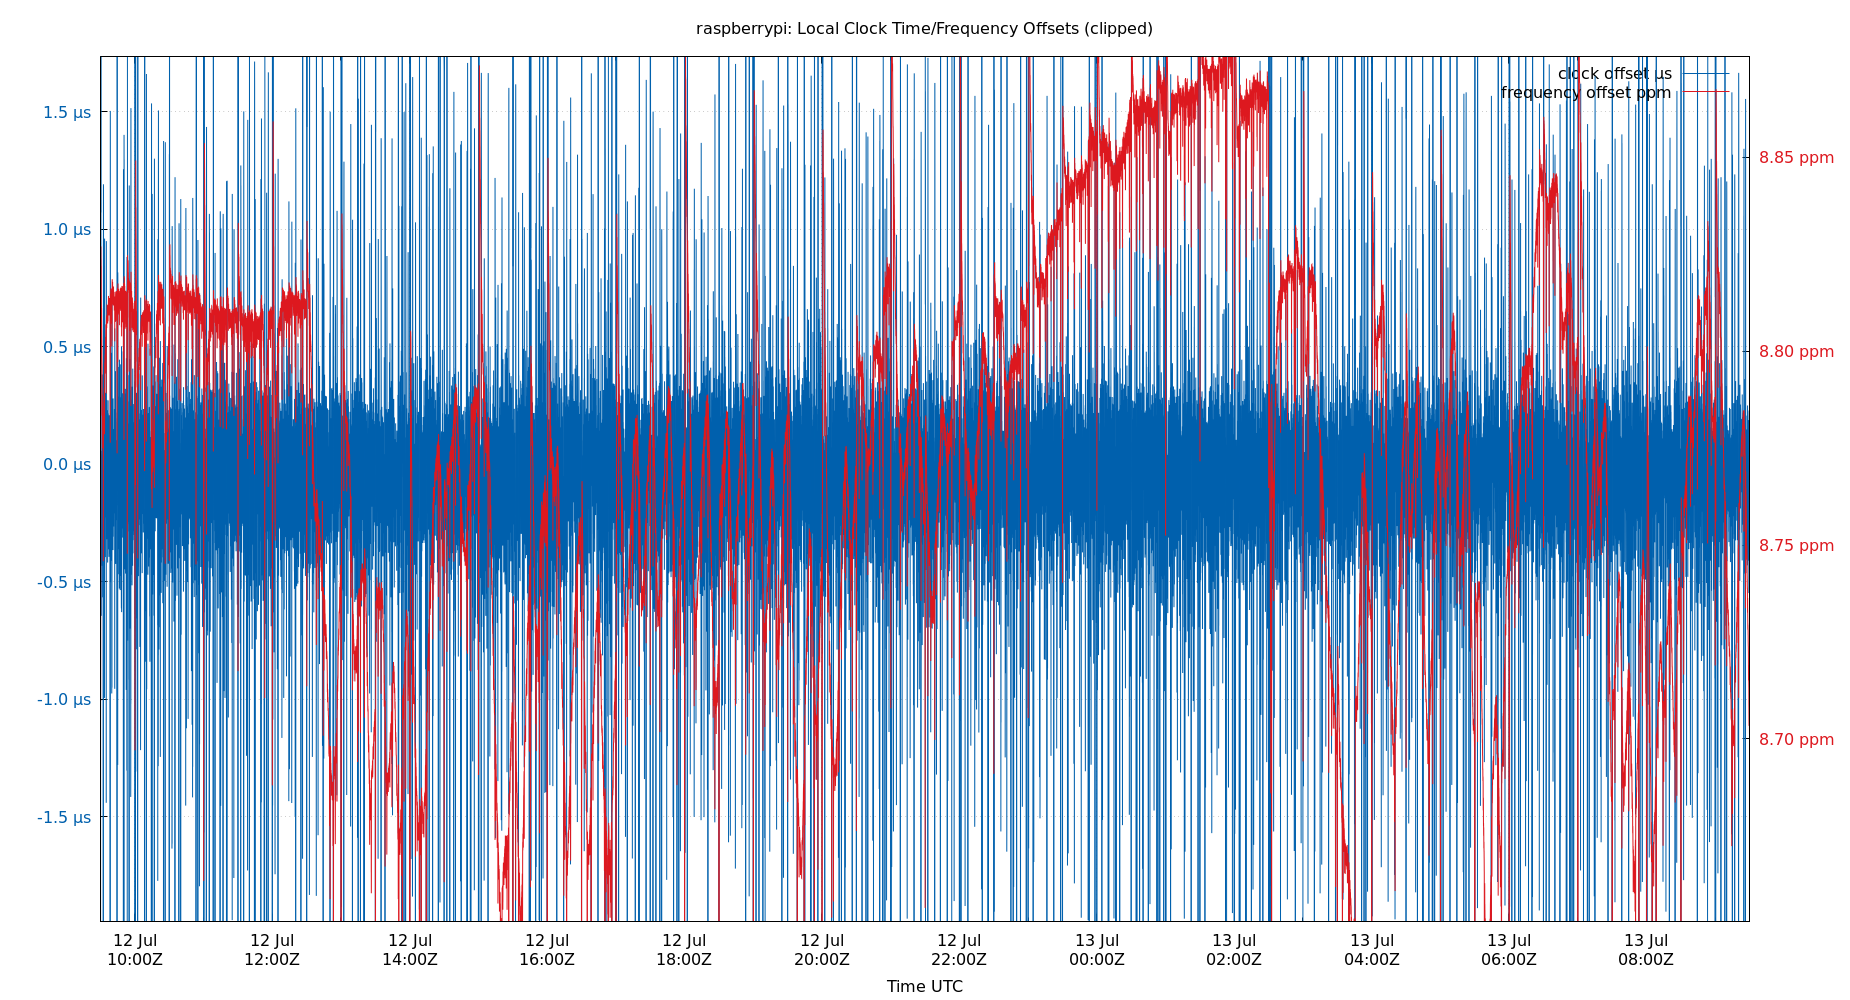 raspberrypi: Local Clock Time/Frequency Offsets (clipped)
clock offset µs
frequency offset ppm
1.5 µs
1.0 µs
0.5 µs
0.0 µs
-0.5 µs
-1.0 µs
-1.5 µs
8.85 ppm
8.80 ppm
8.75 ppm
8.70 ppm
12 Jul 12 Jul 12 Jul 12 Jul 12 Jul 12 Jul 12 Jul 13 Jul 13 Jul 13 Jul 13 Jul 13 Jul
10:00Z 12:00Z 14:00Z 16:00Z 18:00Z 20:00Z 22:00Z 00:00Z 02:00Z 04:00Z 06:00Z 08:00Z
Time UTC